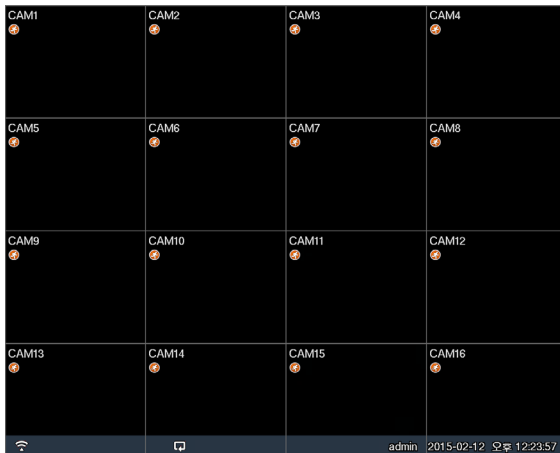 CAM1 CAM2 CAM3 CAM4
CAM5 CAM6 CAM7 CAM8
CAM9 CAM10 CAM11 CAM12
CAM13 CAM14 CAM15 CAM16
admin 2015-02-12 오후 12:23:57